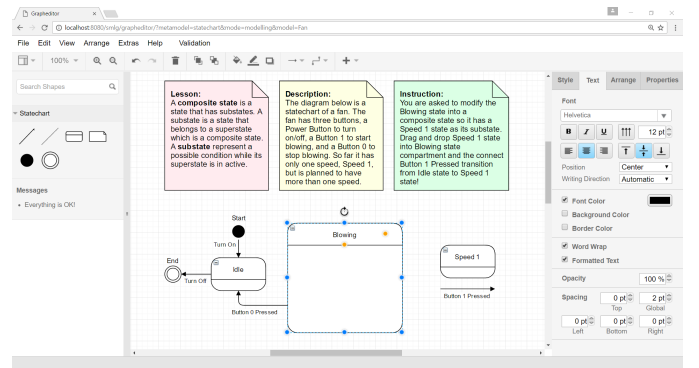 Grapheditor
localhost:8080/smlg/grapheditor/?metamodel=statechart&mode=modelling&model=Fan
File Edit View Arrange Extras Help Validation
100%
Search Shapes
Statechart
Messages
Everything is OK!
Lesson:
A composite state is a
state that has substates. A
substate is a state that
belongs to a superstate
which is a composite state.
A substate represent a
possible condition while its
superstate is in active.
Description:
The diagram below is a
statechart of a fan. The
fan has three buttons, a
Power Button to turn
on/off, a Button 1 to start
blowing, and a Button 0 to
stop blowing. So far it has
only one speed, Speed 1,
but is planned to have
more than one speed.
Instruction:
You are asked to modify the
Blowing state into a
composite state so it has a
Speed 1 state as its substate.
Drag and drop Speed 1 state
into Blowing state
compartment and the connect
Button 1 Pressed transition
from Idle state to Speed 1
state!
Start
Turn On
End
Idle
Turn Off
Button 0 Pressed
Blowing
Speed 1
Button 1 Pressed
Style Text Arrange Properties
Font
Helvetica
B I U 12 pt
Position Center
Writing Direction Automatic
Font Color
Background Color
Border Color
Word Wrap
Formatted Text
Opacity 100 %
Spacing 0 pt 2 pt
Top Global
0 pt 0 pt 0 pt
Left Bottom Right